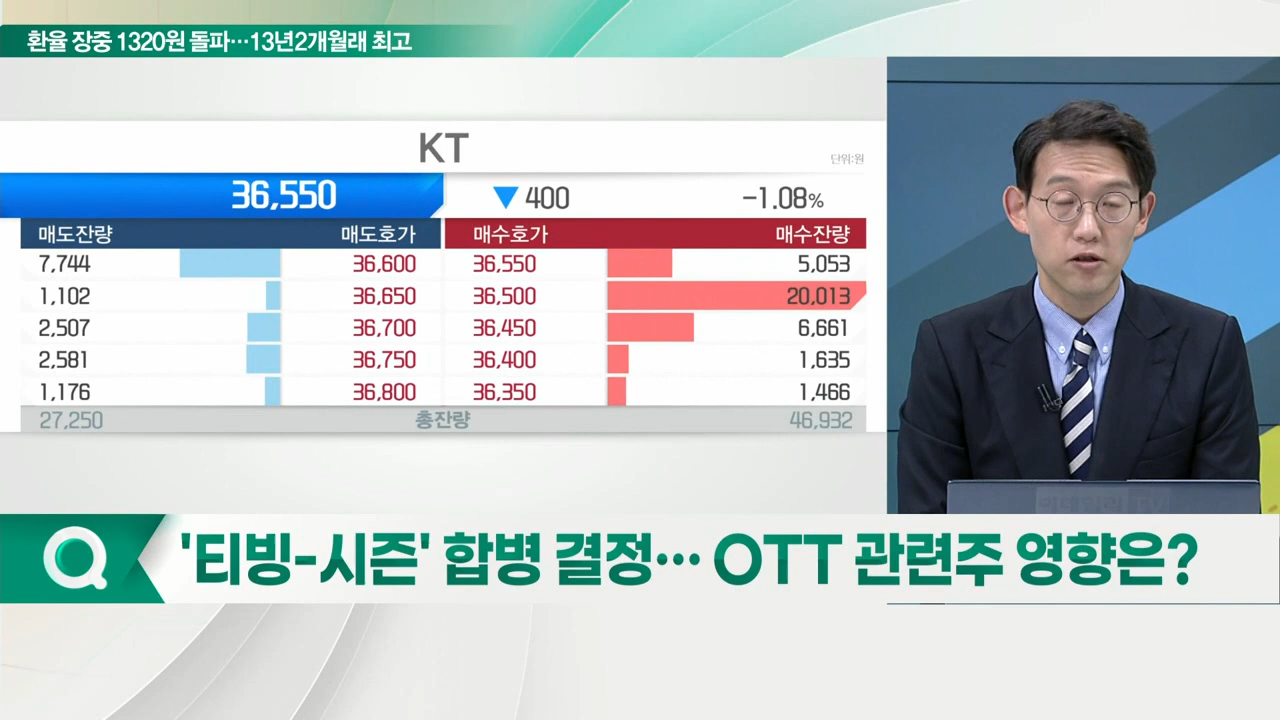 환율 장중 1320원 돌파…13년2개월래 최고
KT
단위:원
36,550 ▼400 -1.08%
매도잔량 매도호가 매수호가 매수잔량
7,744 36,600 36,550 5,053
1,102 36,650 36,500 20,013
2,507 36,700 36,450 6,661
2,581 36,750 36,400 1,635
1,176 36,800 36,350 1,466
27,250 총잔량 46,932
이데일리 TV
Q '티빙-시즌' 합병 결정… OTT 관련주 영향은?